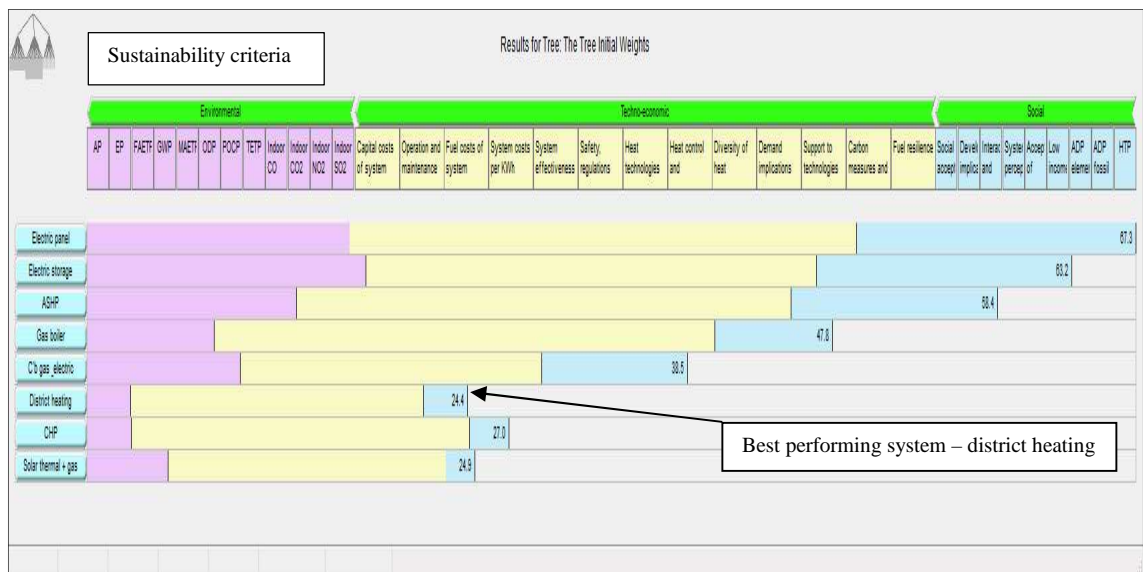 Results for Tree: The Tree Initial Weights
Sustainability criteria
Environmental Techno-economic Social
AP EP FAETP GWP MAETP ODP POCP TETP Indoor Indoor Indoor Indoor Capital costs Operation and Fuel costs of System costs System Safety, Heat Heat control Diversity of Demand Support to Carbon Fuel resilience Social Develo Interac System Accep Low ADP ADP HTP
CO CO2 NO2 SO2 of system maintenance system per KWh effectiveness regulations technologies and heat implications technologies measures and accept implica and percep of income elemen fossil
Electric panel 67.3
Electric storage 63.2
ASHP 58.4
Gas boiler 47.8
C'b gas_electric 38.5
District heating 24.4
CHP 27.0
Best performing system – district heating
Solar thermal + gas 24.9